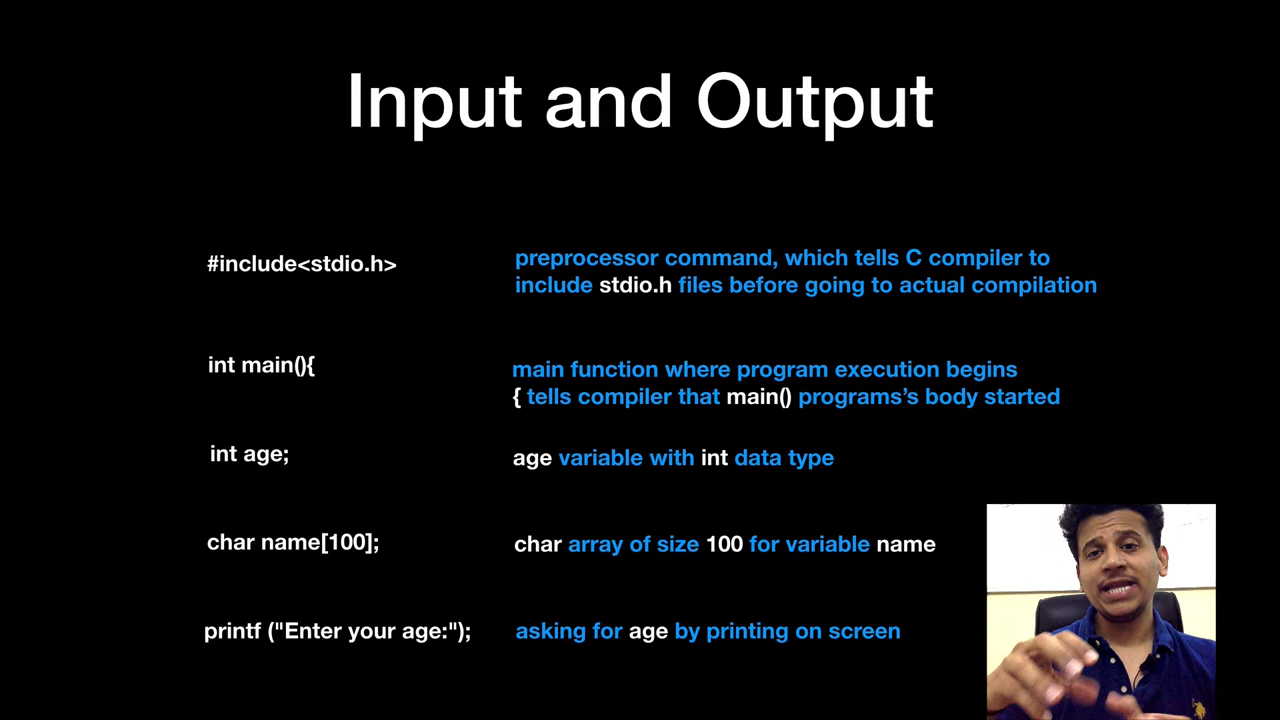 Input and Output
#include<stdio.h>
preprocessor command, which tells C compiler to
include stdio.h files before going to actual compilation
int main(){
main function where program execution begins
{ tells compiler that main() programs’s body started
int age;
age variable with int data type
char name[100];
char array of size 100 for variable name
printf ("Enter your age:");
asking for age by printing on screen